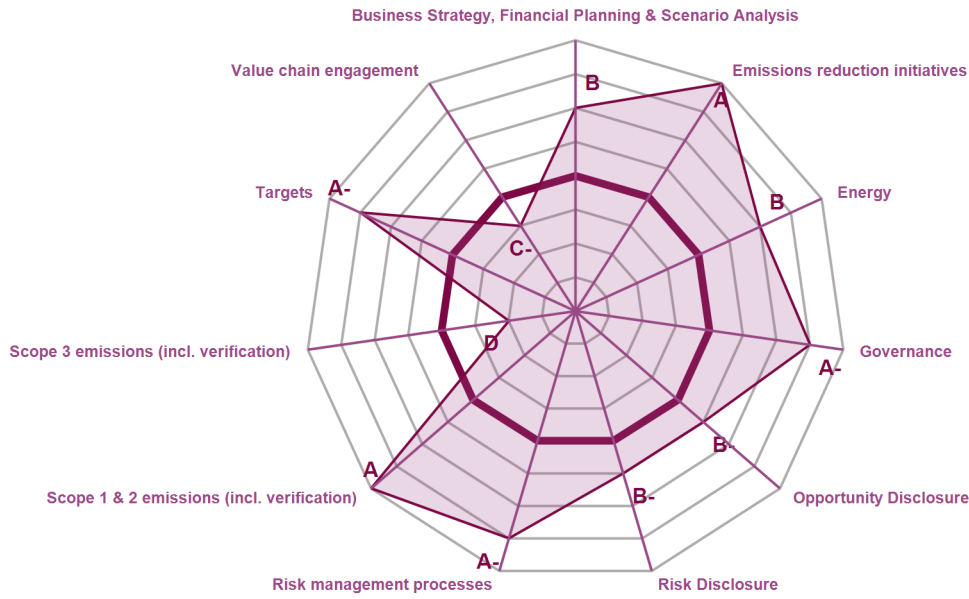 Business Strategy, Financial Planning & Scenario Analysis
Value chain engagement
Emissions reduction initiatives
B
A
Targets
A-
B
Energy
C-
Scope 3 emissions (incl. verification)
D
Governance
A-
B-
Scope 1 & 2 emissions (incl. verification)
A
B-
Opportunity Disclosure
A-
Risk management processes
Risk Disclosure